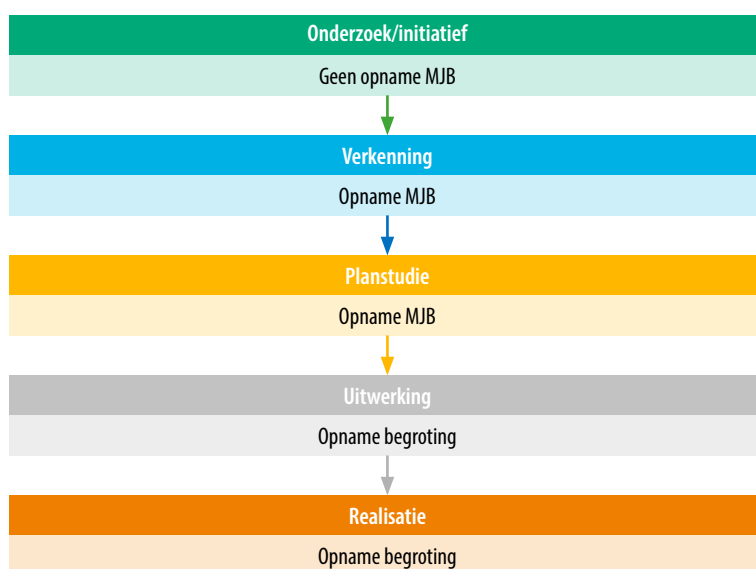 Onderzoek/initiatief
Geen opname MJB
Verkenning
Opname MJB
Planstudie
Opname MJB
Uitwerking
Opname begroting
Realisatie
Opname begroting